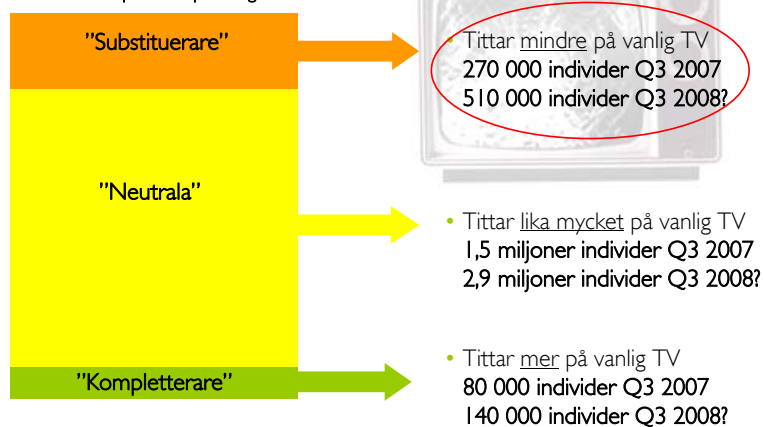 ”Substituerare”
• Tittar mindre på vanlig TV
270 000 individer Q3 2007
510 000 individer Q3 2008?
”Neutrala”
• Tittar lika mycket på vanlig TV
1,5 miljoner individer Q3 2007
2,9 miljoner individer Q3 2008?
”Kompletterare”
• Tittar mer på vanlig TV
80 000 individer Q3 2007
140 000 individer Q3 2008?